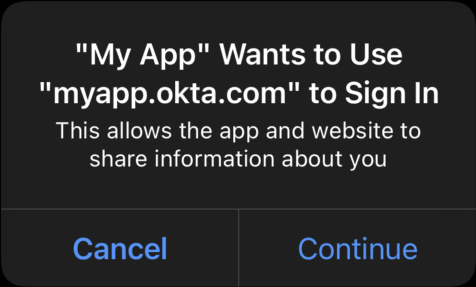 "My App" Wants to Use
"myapp.okta.com" to Sign In
This allows the app and website to
share information about you
Cancel
Continue